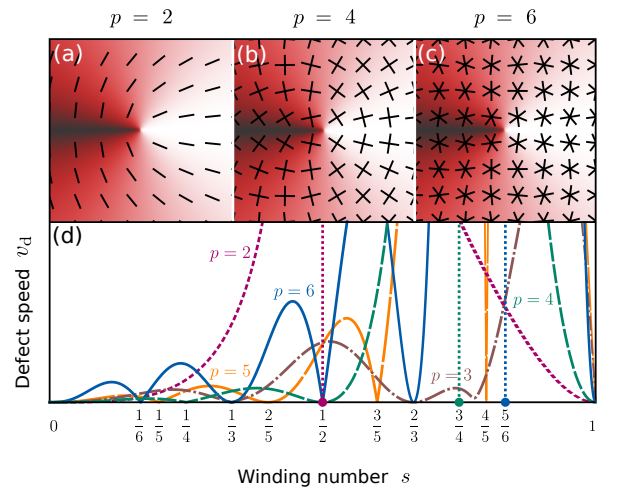 p = 2 p = 4 p = 6
(a) (b) (c)
(d)
Defect speed v_d
p = 2
p = 6
p = 5
p = 3
p = 4
0 1/6 1/5 1/4 1/3 2/5 1/2 3/5 2/3 3/4 4/5 5/6 1
Winding number s